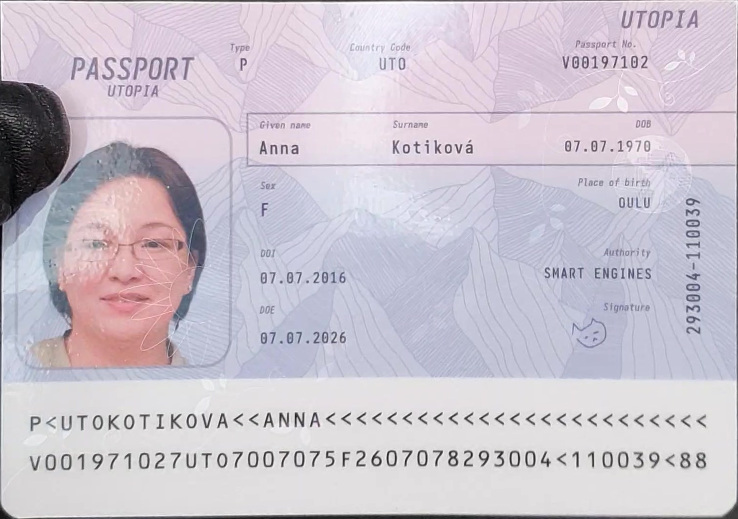 UTOPIA
PASSPORT
UTOPIA
Type Country Code Passport No.
P UTO V00197102
Given name Surname DOB
Anna Kotiková 07.07.1970
Sex Place of birth
F OULU
DOI Authority
07.07.2016 SMART ENGINES
DOE Signature
07.07.2026
293004-110039
P<UTOKOTIKOVA<<ANNA<<<<<<<<<<<<<<<<<<<<<<<<<
V001971027UTO7007075F2607078293004<110039<88